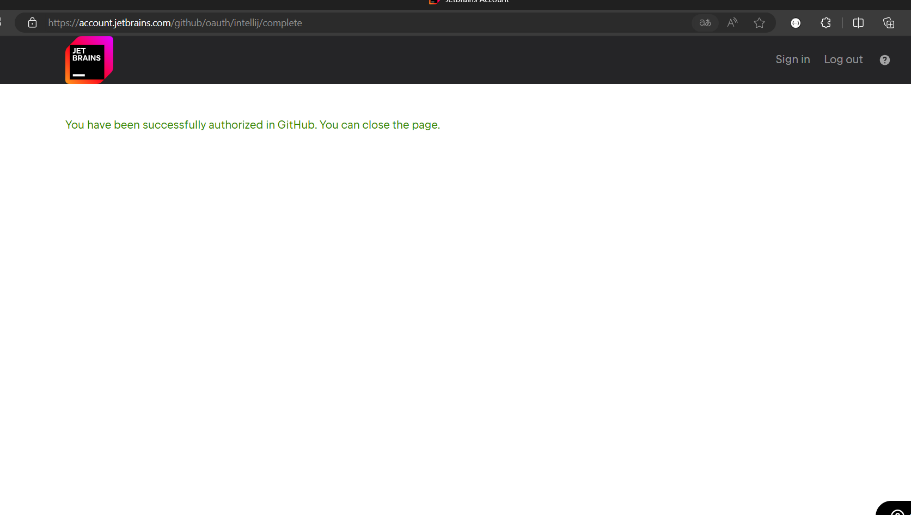 https://account.jetbrains.com/github/oauth/intellij/complete
JET
BRAINS
Sign in
Log out
?
You have been successfully authorized in GitHub. You can close the page.